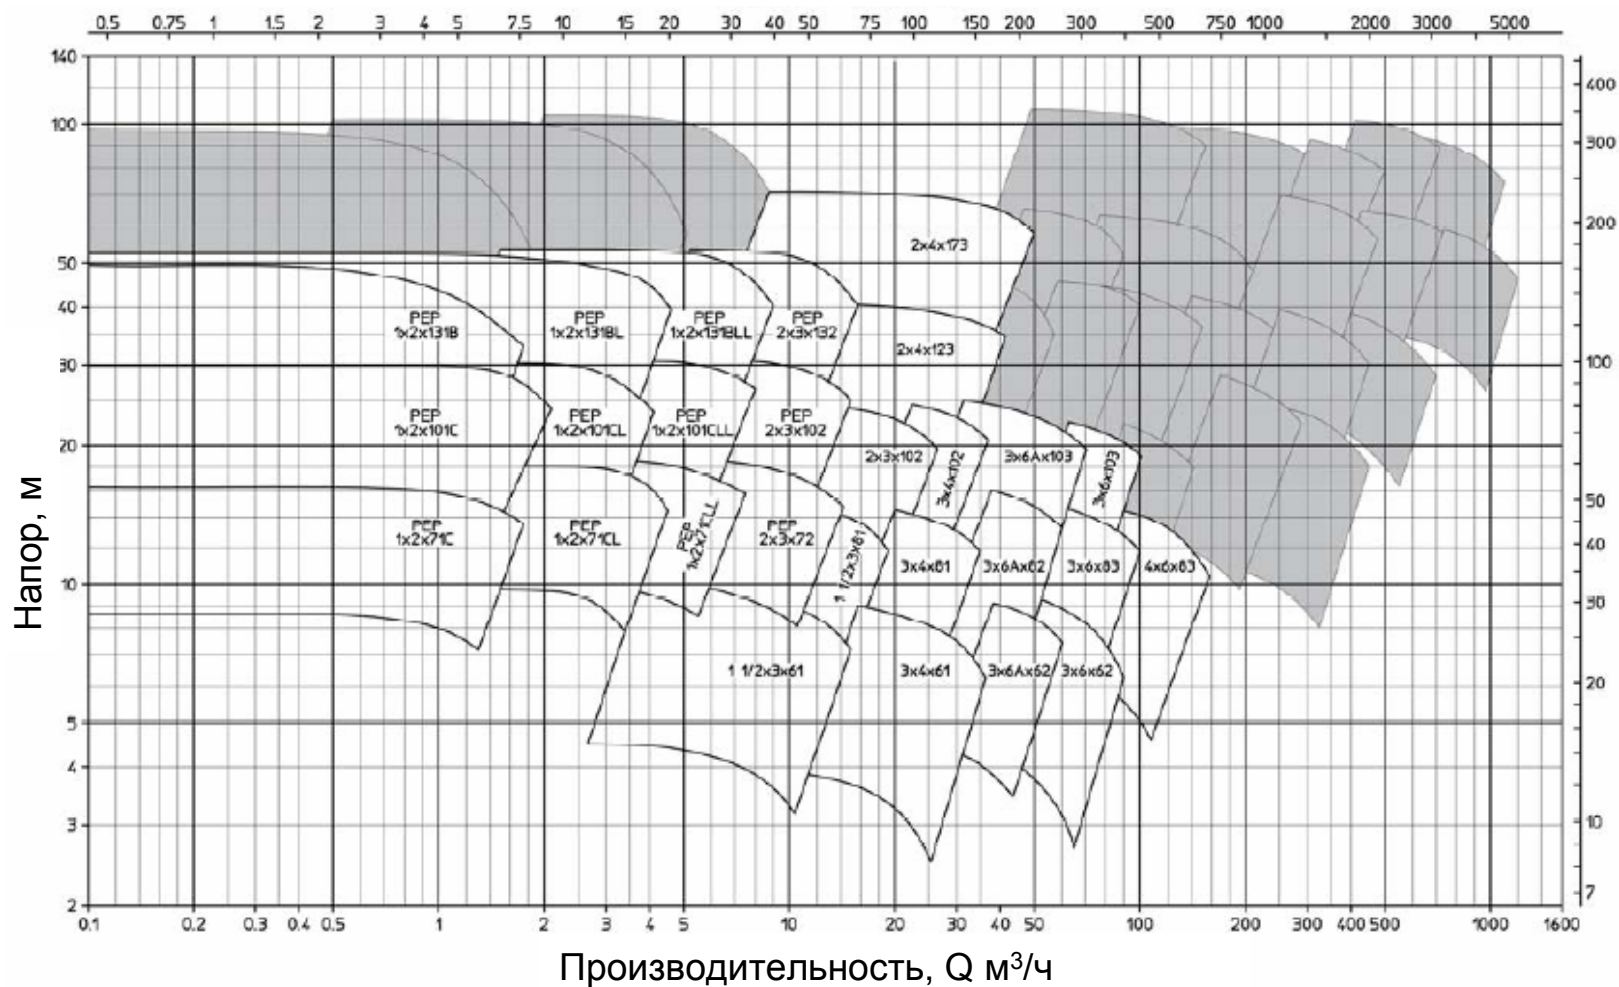 0.5 0.75 1 1.5 2 3 4 5 7.5 10 15 20 30 40 50 75 100 150 200 300 500 750 1000 2000 3000 5000
140
100
50
40
30
20
10
5
4
3
2
400
300
200
100
50
40
30
20
10
7
2x4x173
PEP
1x2x131B
PEP
1x2x131BL
PEP
1x2x131BLL
PEP
2x3x132
2x4x123
PEP
1x2x101C
PEP
1x2x101CL
PEP
1x2x101CLL
PEP
2x3x102
2x3x102
3x4x102
3x6Ax103
3x6x103
PEP
1x2x71C
PEP
1x2x71CL
PEP
1x2x71CLL
PEP
2x3x72
1 1/2x3x81
3x4x81
3x6Ax82
3x6x83
4x6x83
1 1/2x3x61
3x4x61
3x6Ax62
3x6x62
0.1 0.2 0.3 0.4 0.5 1 2 3 4 5 10 20 30 40 50 100 200 300 400 500 1000 1600
Напор, м
Производительность, Q м³/ч